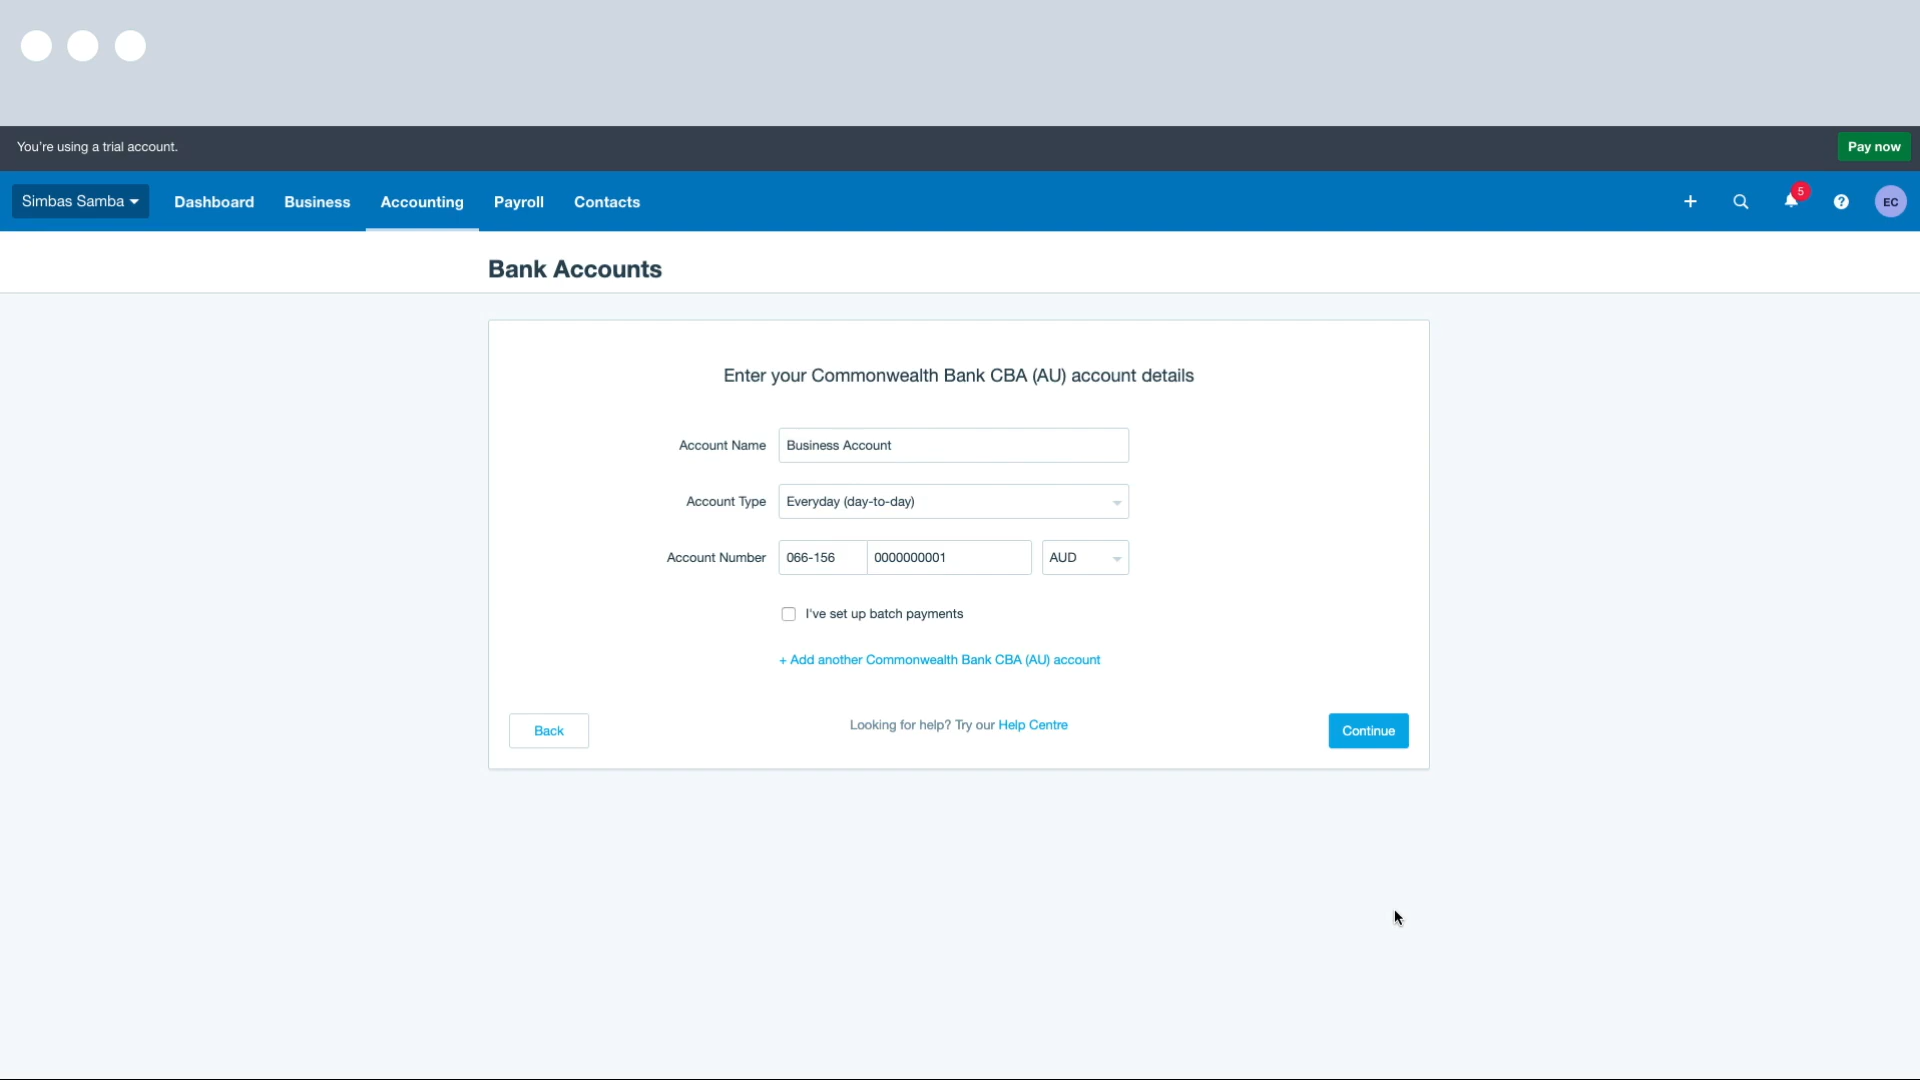 You're using a trial account.
Pay now
Simbas Samba
Dashboard
Business
Accounting
Payroll
Contacts
5
EC
Bank Accounts
Enter your Commonwealth Bank CBA (AU) account details
Account Name
Business Account
Account Type
Everyday (day-to-day)
Account Number
066-156
0000000001
AUD
I've set up batch payments
+ Add another Commonwealth Bank CBA (AU) account
Back
Looking for help? Try our Help Centre
Continue